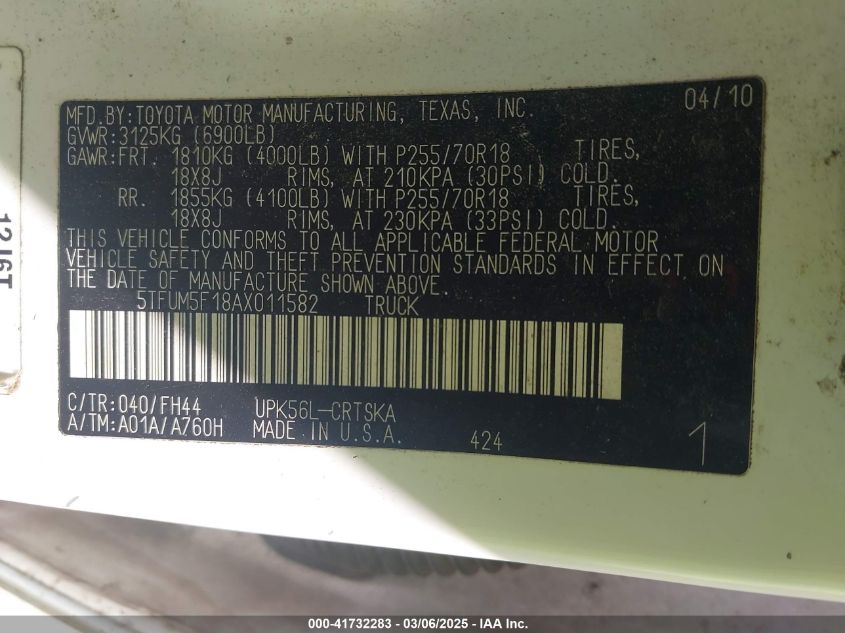 MFD.BY:TOYOTA MOTOR MANUFACTURING, TEXAS, INC. 04/10
GVWR:3125KG (6900LB)
GAWR:FRT. 1810KG (4000LB) WITH P255/70R18 TIRES,
18X8J RIMS, AT 210KPA (30PSI) COLD.
RR. 1855KG (4100LB) WITH P255/70R18 TIRES,
18X8J RIMS, AT 230KPA (33PSI) COLD.
THIS VEHICLE CONFORMS TO ALL APPLICABLE FEDERAL MOTOR
VEHICLE SAFETY AND THEFT PREVENTION STANDARDS IN EFFECT ON
THE DATE OF MANUFACTURE SHOWN ABOVE.
5TFUM5F18AX011582 TRUCK
C/TR:040/FH44 UPK56L-CRTSKA
A/TM:A01A/A760H MADE IN U.S.A. 424 1
000-41732283 - 03/06/2025 - IAA Inc.